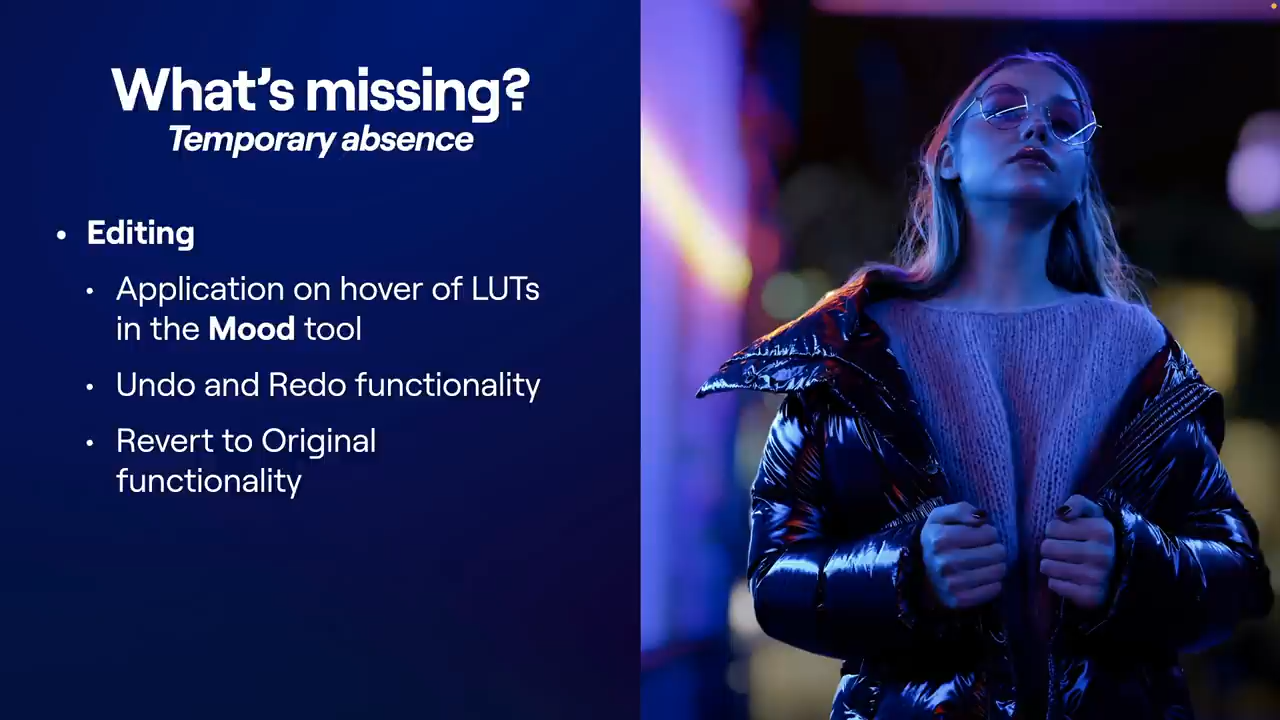 What's missing?
Temporary absence
• Editing
• Application on hover of LUTs
in the Mood tool
• Undo and Redo functionality
• Revert to Original
functionality